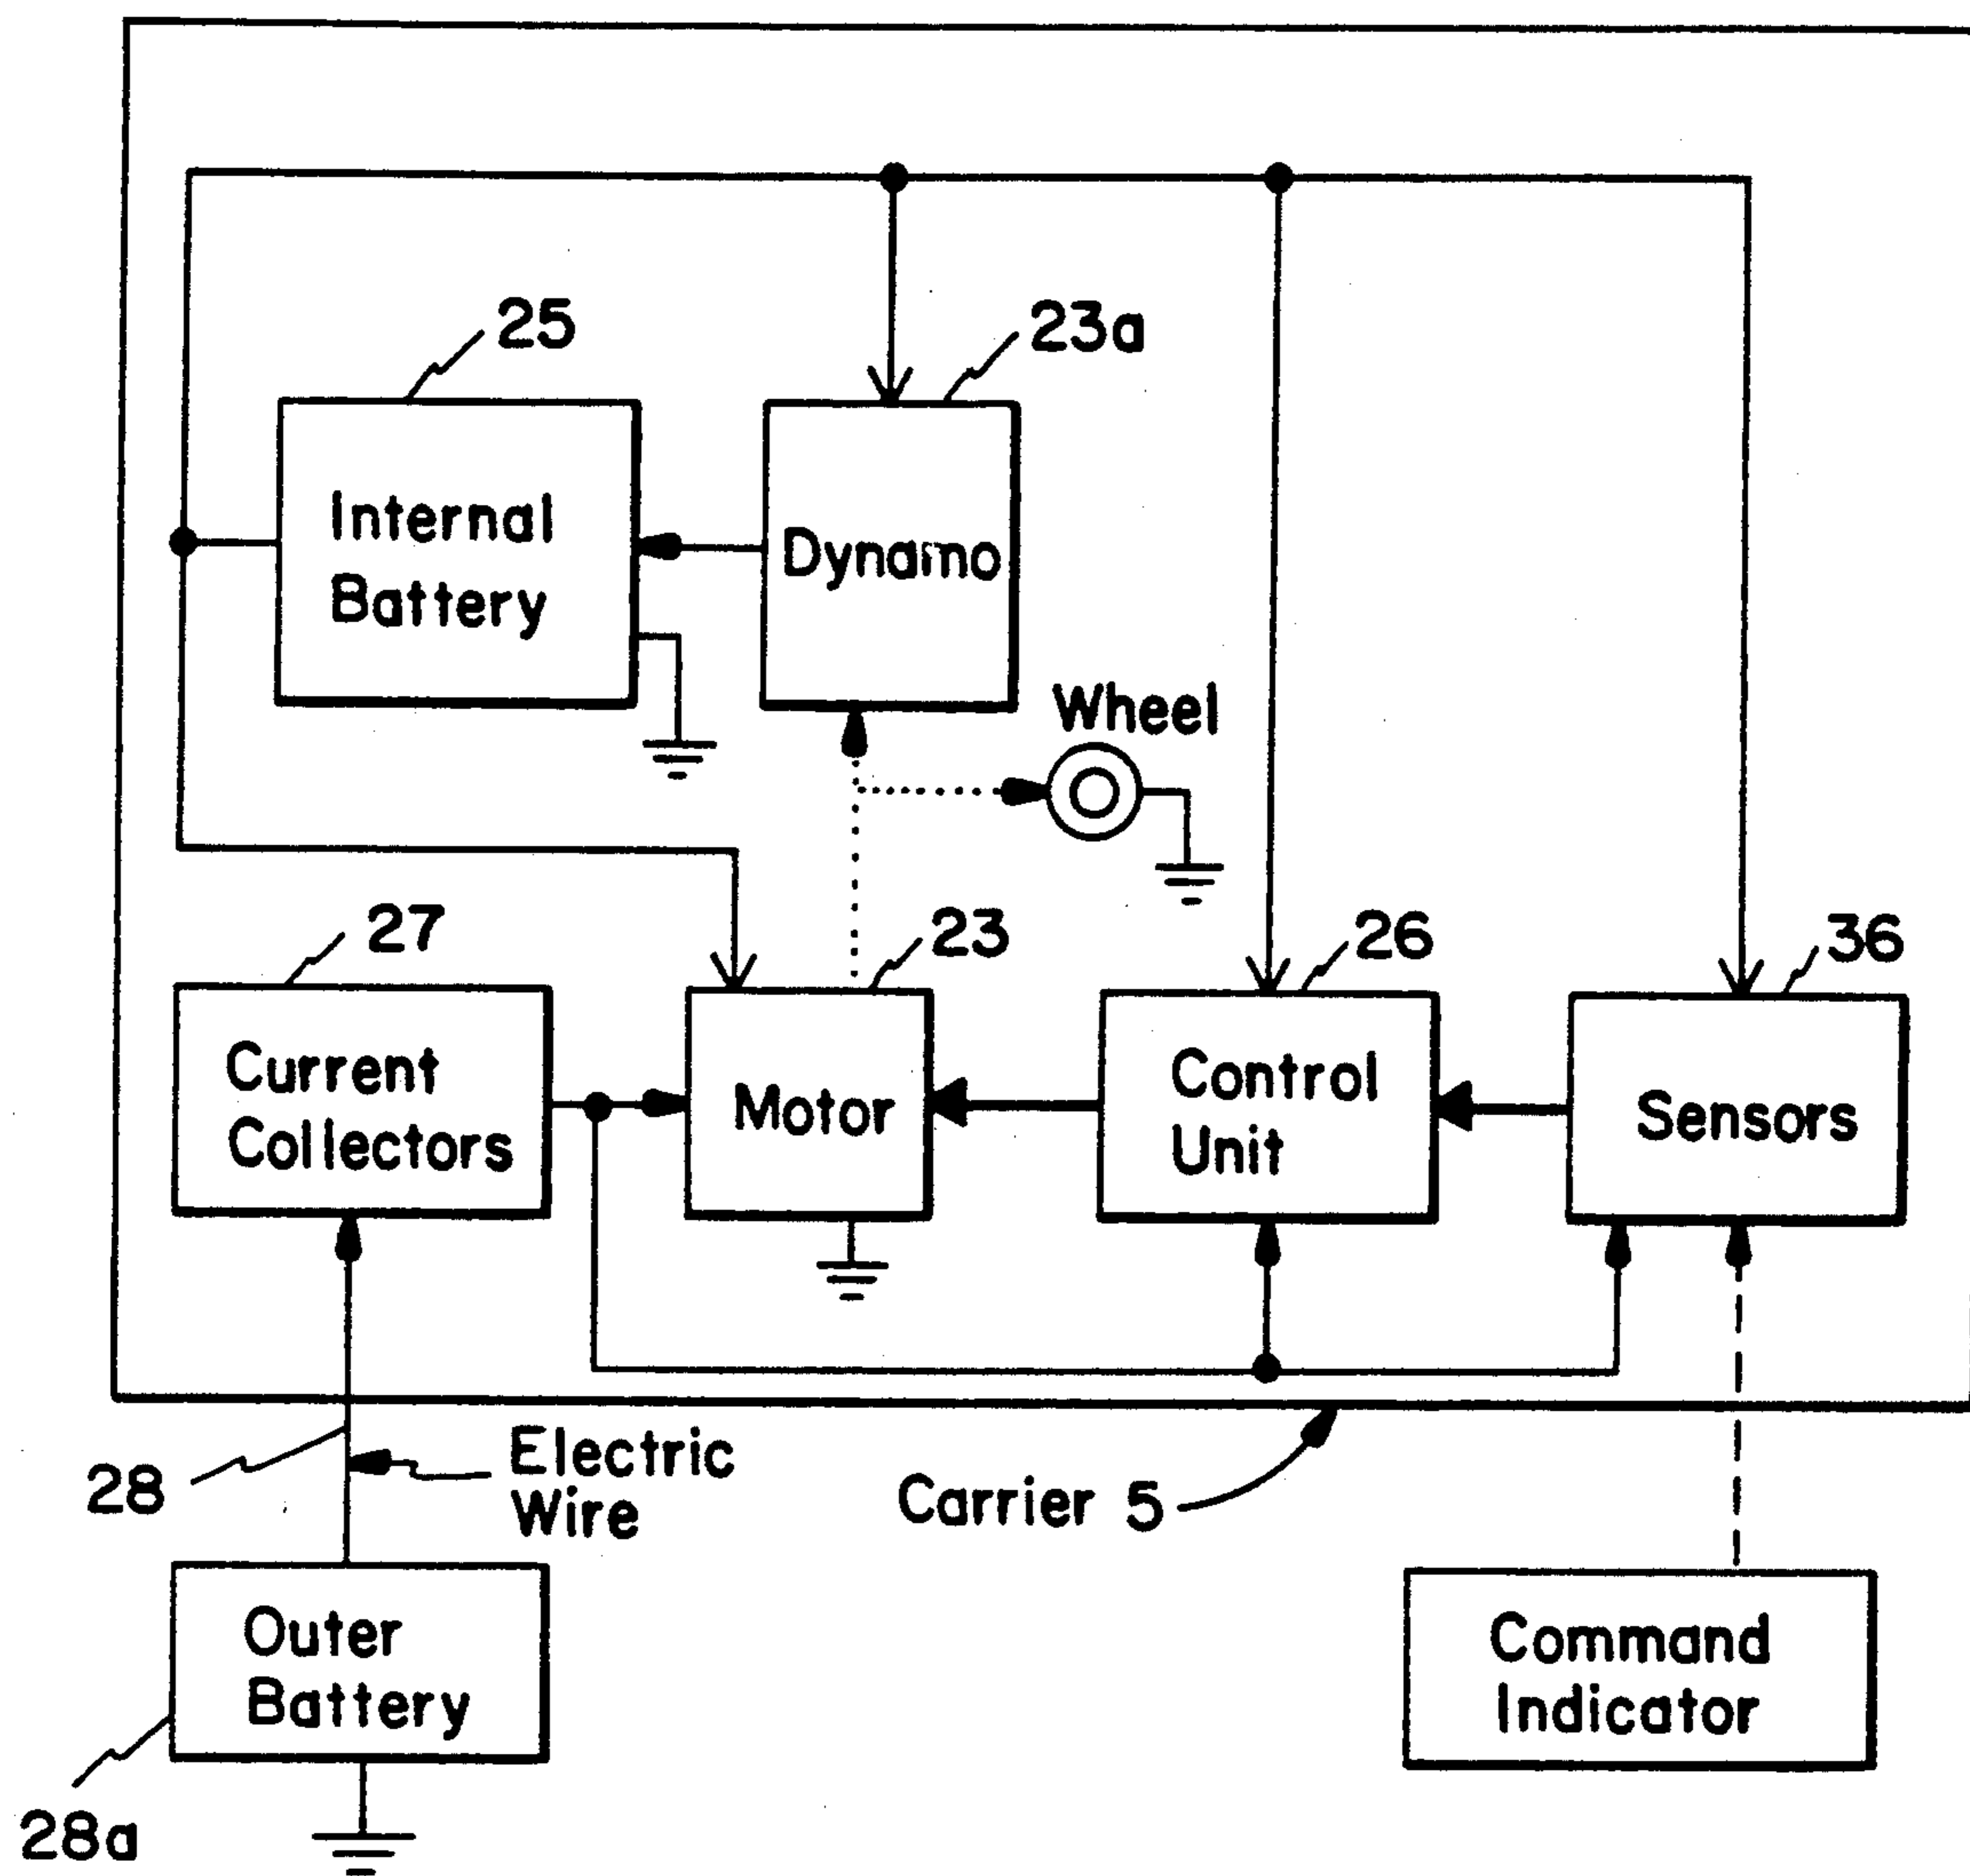 25
23a
Internal
Battery
Dynamo
Wheel
27
23
26
36
Current
Collectors
Motor
Control
Unit
Sensors
28
Electric
Wire
Carrier 5
Outer
Battery
Command
Indicator
28a